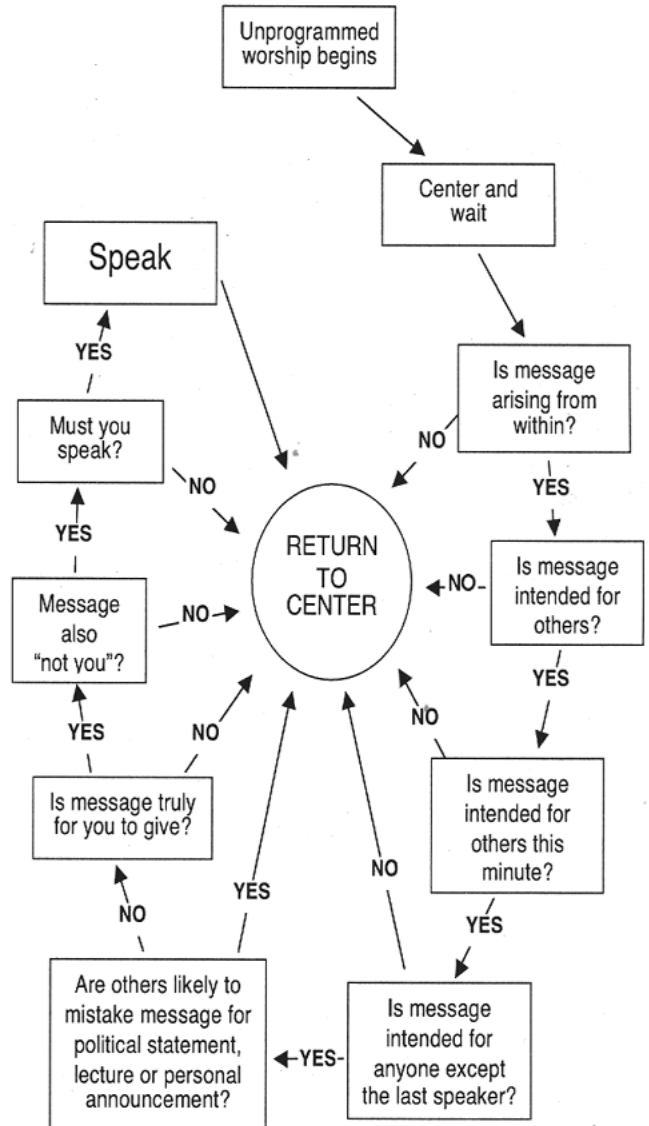 Unprogrammed
worship begins
Center and
wait
Is message
arising from
within?
NO
YES
Is message
intended for
others?
NO
YES
Is message
intended for
others this
minute?
NO
YES
Is message
intended for
anyone except
the last speaker?
NO
YES
Are others likely to
mistake message for
political statement,
lecture or personal
announcement?
YES
NO
Is message truly
for you to give?
NO
YES
Message
also
“not you”?
NO
YES
Must you
speak?
NO
YES
Speak
RETURN
TO
CENTER